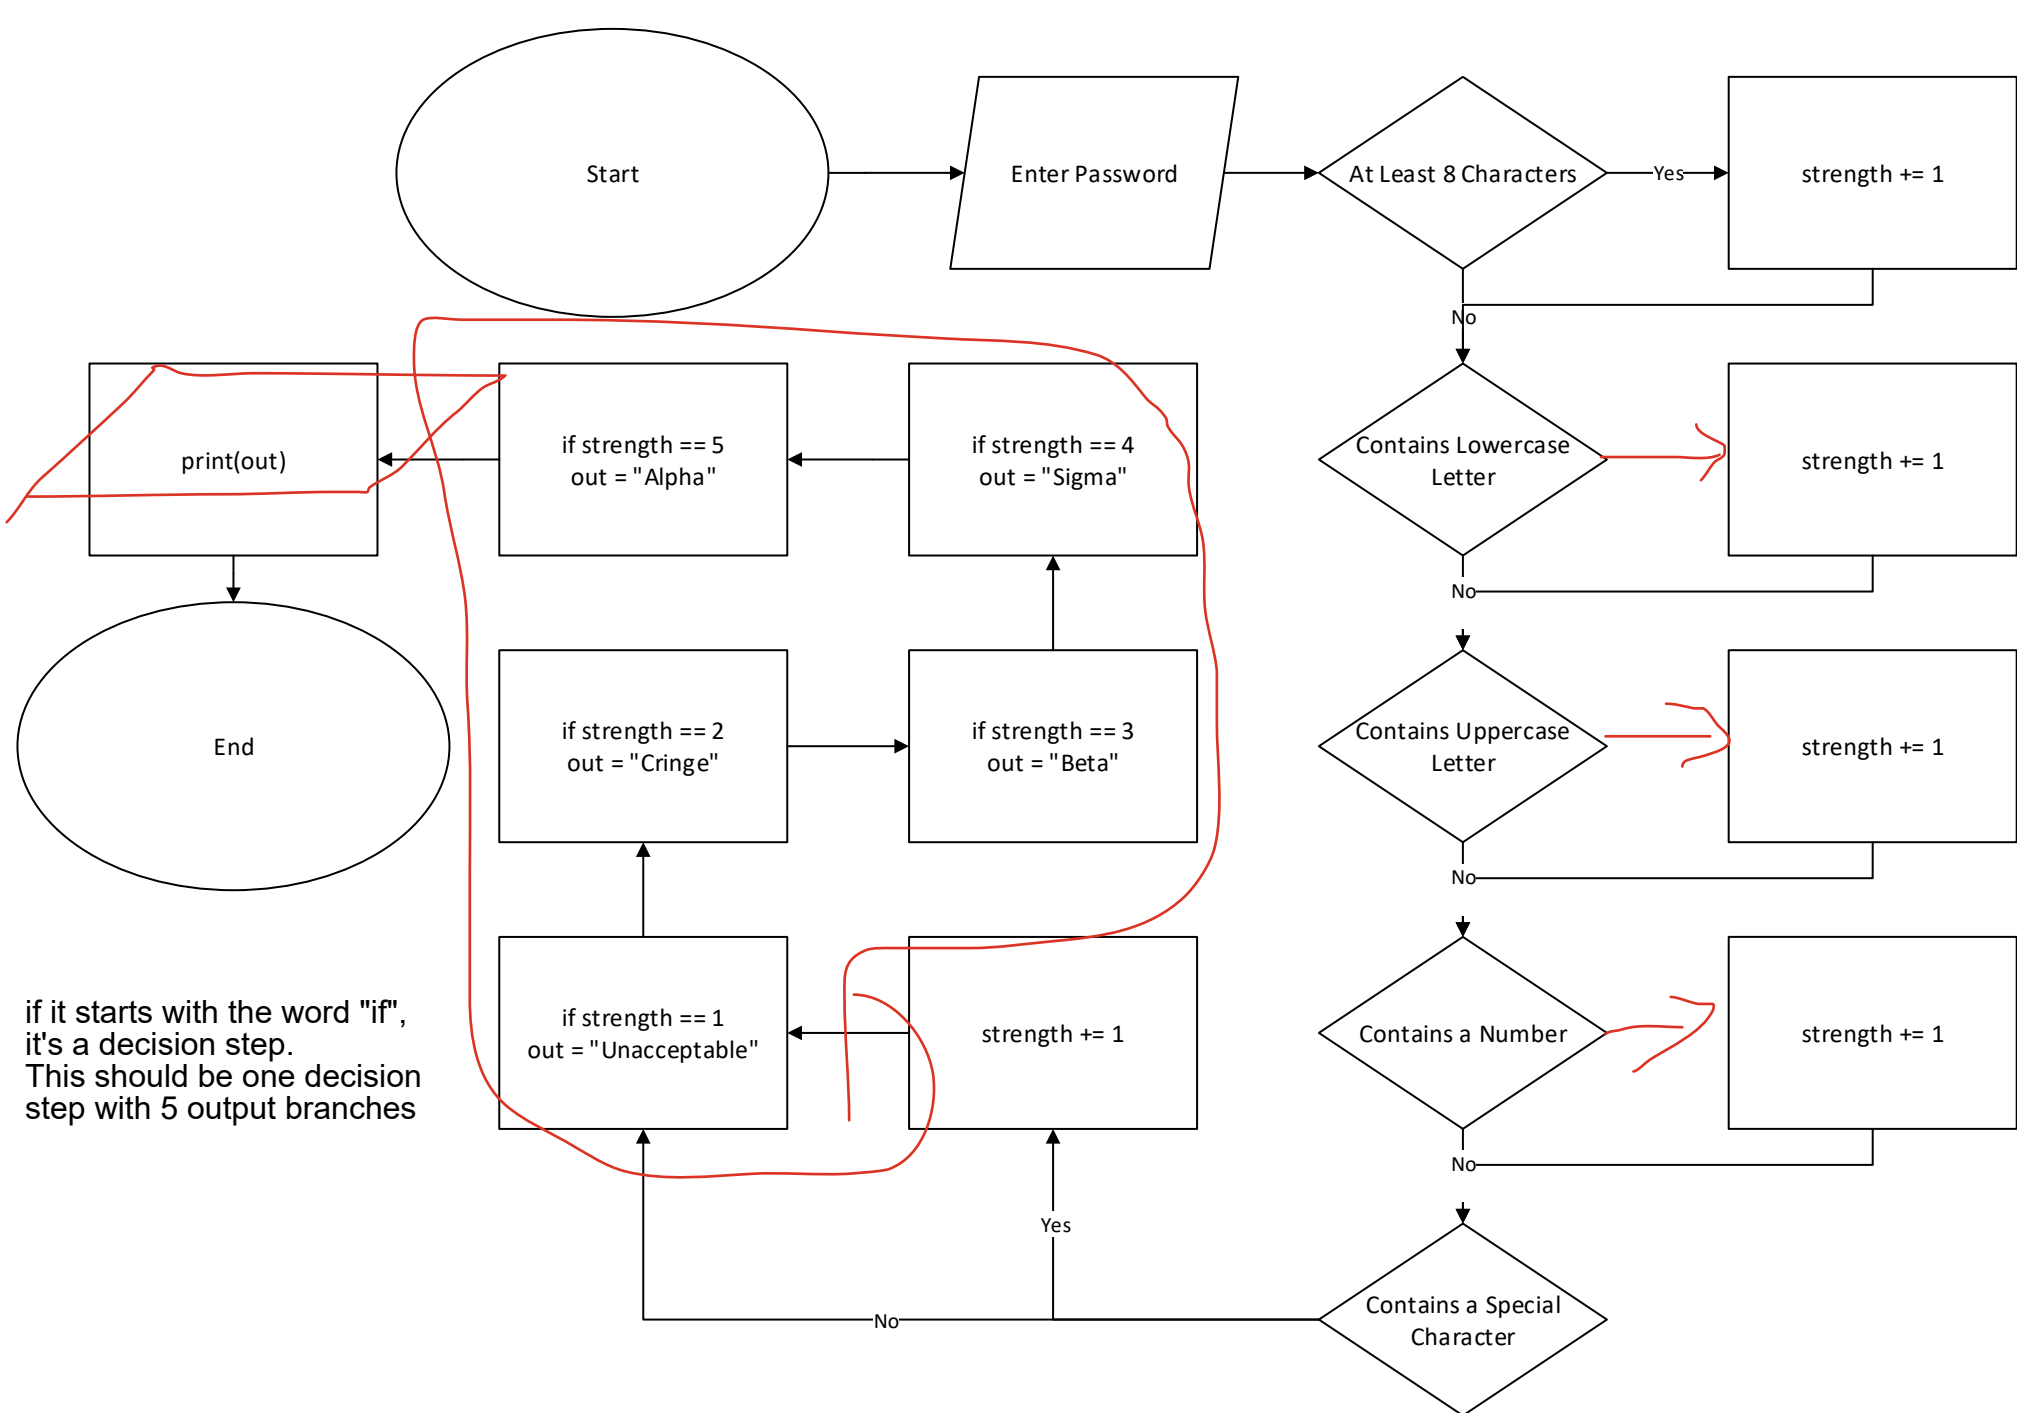 Start
Enter Password
At Least 8 Characters
Yes
strength += 1
No
print(out)
if strength == 5
out = "Alpha"
if strength == 4
out = "Sigma"
Contains Lowercase
Letter
strength += 1
No
End
if strength == 2
out = "Cringe"
if strength == 3
out = "Beta"
Contains Uppercase
Letter
strength += 1
No
if it starts with the word "if",
it's a decision step.
This should be one decision
step with 5 output branches
if strength == 1
out = "Unacceptable"
strength += 1
Contains a Number
strength += 1
No
Yes
No
Contains a Special
Character